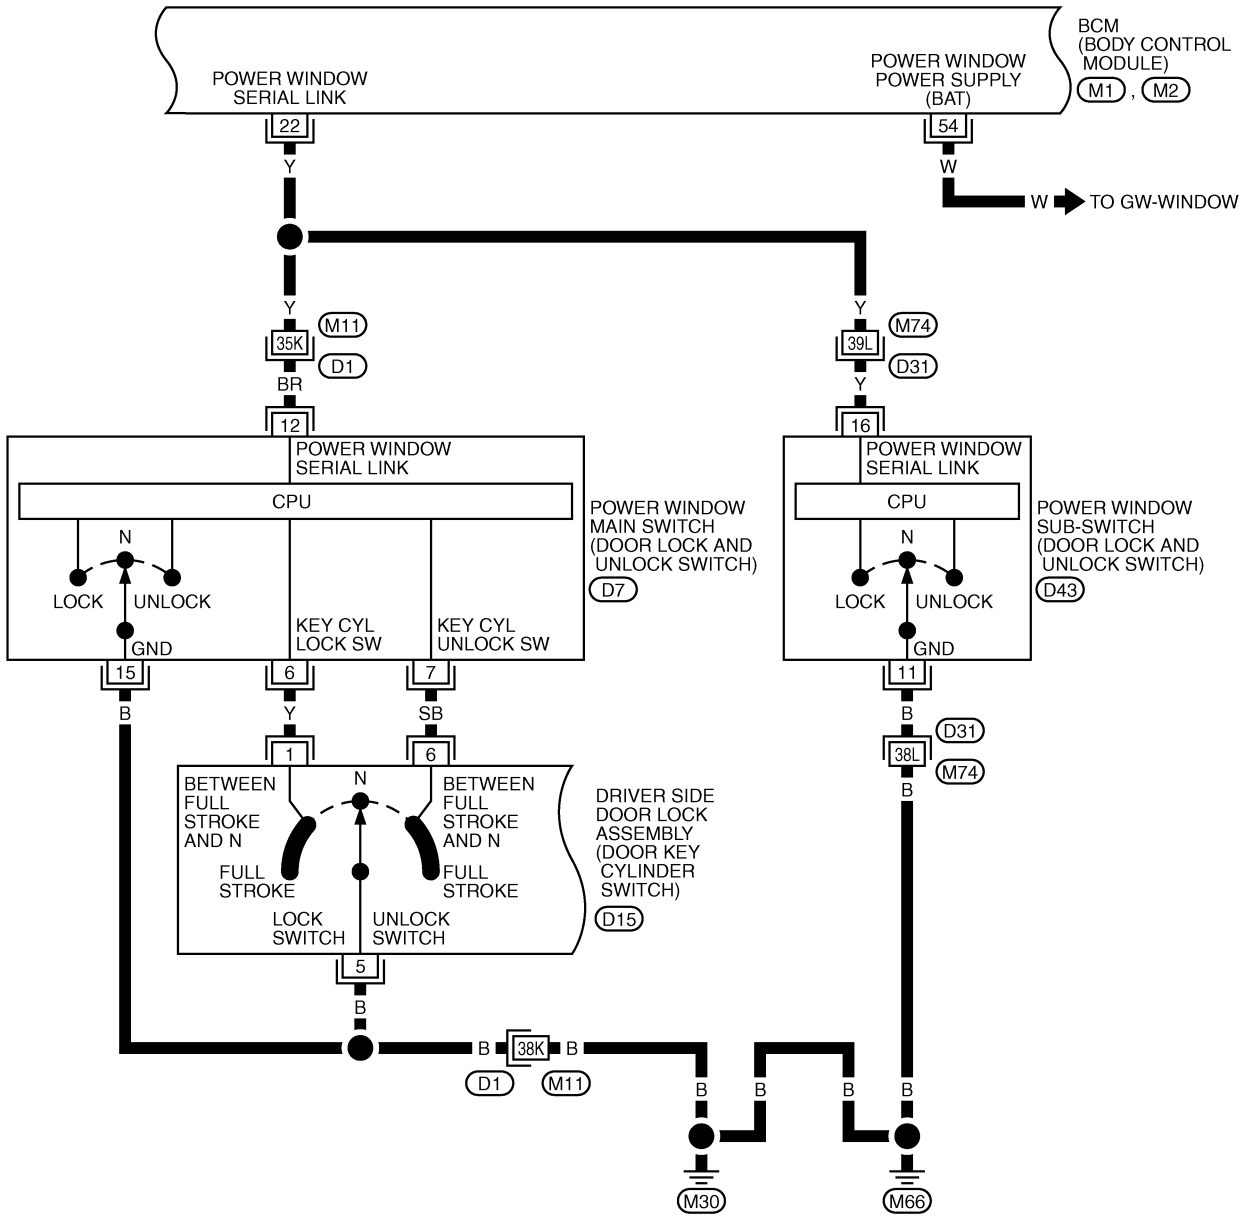 BCM
(BODY CONTROL
MODULE)
M1 , M2
POWER WINDOW
SERIAL LINK
POWER WINDOW
POWER SUPPLY
(BAT)
22
54
Y
W
W TO GW-WINDOW
Y
Y
M11
35K
D1
M74
39L
D31
BR
Y
12
16
POWER WINDOW
SERIAL LINK
CPU
N
LOCK UNLOCK
GND
KEY CYL
LOCK SW
KEY CYL
UNLOCK SW
POWER WINDOW
MAIN SWITCH
(DOOR LOCK AND
UNLOCK SWITCH)
D7
POWER WINDOW
SERIAL LINK
CPU
N
LOCK UNLOCK
GND
POWER WINDOW
SUB-SWITCH
(DOOR LOCK AND
UNLOCK SWITCH)
D43
15
6
7
11
B
Y
SB
B
1
6
D31
38L
M74
B
BETWEEN
FULL
STROKE
AND N
N
BETWEEN
FULL
STROKE
AND N
FULL
STROKE
FULL
STROKE
LOCK
SWITCH
UNLOCK
SWITCH
DRIVER SIDE
DOOR LOCK
ASSEMBLY
(DOOR KEY
CYLINDER
SWITCH)
D15
5
B
B 38K B
D1 M11
B B B B
M30
M66